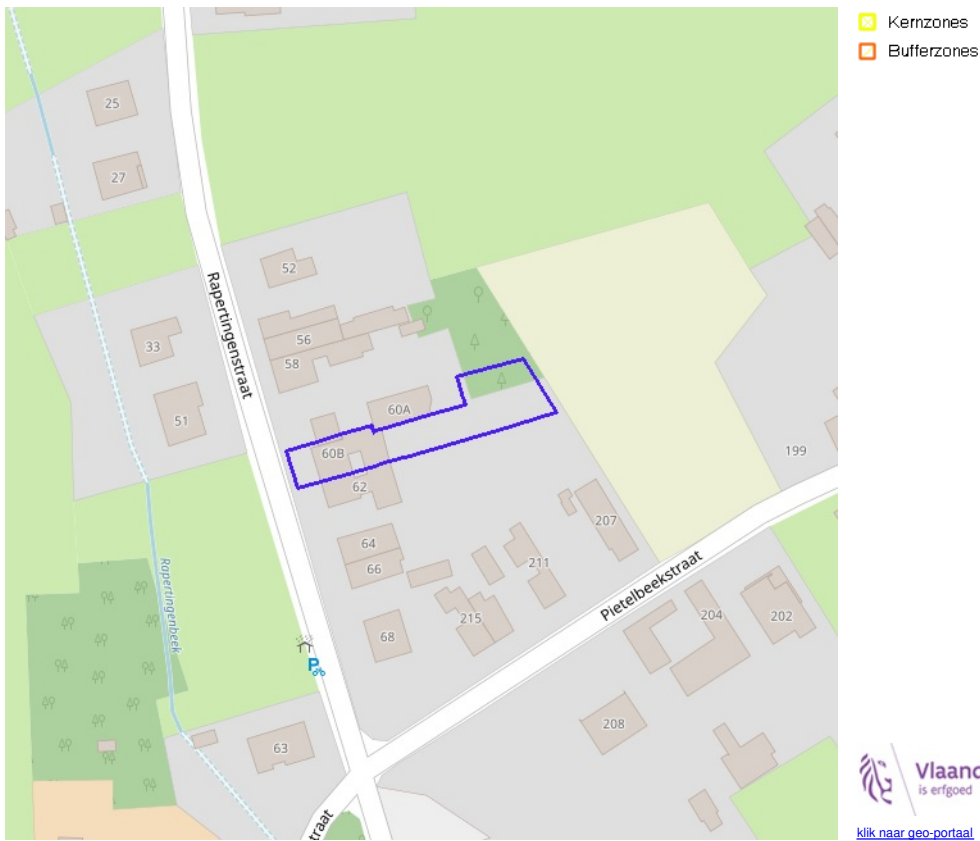 Kernzones
Bufferzones
25
27
52
Rapertingenstraat
56
58
33
51
60A
60B
62
199
64
66
207
211
Pietelbeekstraat
Rapertingenbeek
215
68
204
202
208
63
straat
Vlaand
is erfgoed
klik naar geo-portaal